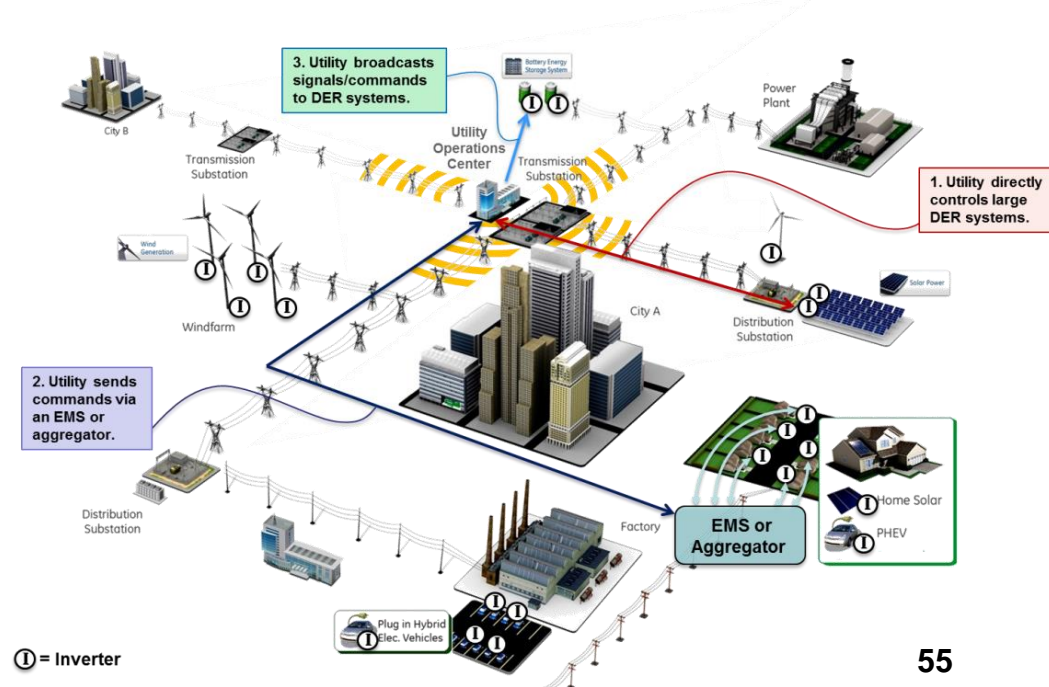 3. Utility broadcasts
signals/commands
to DER systems.
Battery Energy
Storage System
I I
Power
Plant
City B
Utility
Operations
Center
Transmission
Substation
Transmission
Substation
1. Utility directly
controls large
DER systems.
Wind
Generation
I I I I
Windfarm
I
Solar Power
I
I
Distribution
Substation
City A
2. Utility sends
commands via
an EMS or
aggregator.
I
I
I
I
I
I
Home Solar
I
PHEV
I
Distribution
Substation
Factory
EMS or
Aggregator
Plug in Hybrid
Elec. Vehicles
I
I I
I I I
I = Inverter
55